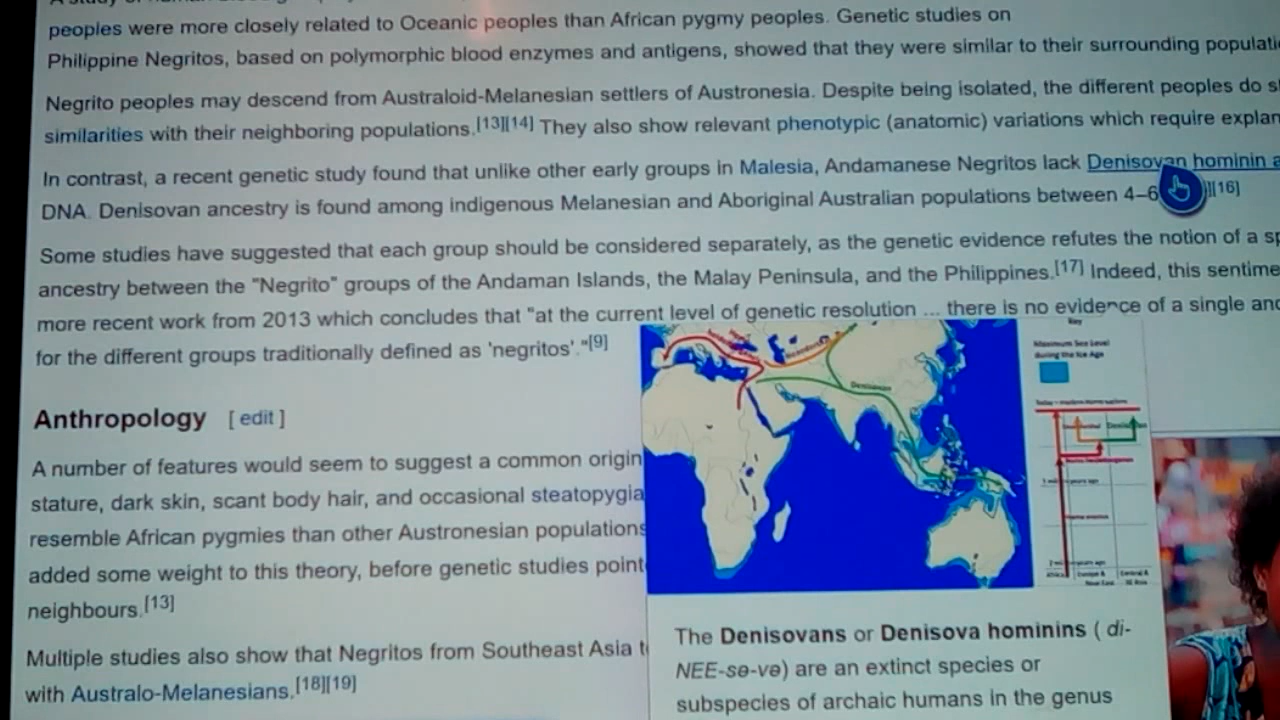 peoples were more closely related to Oceanic peoples than African pygmy peoples. Genetic studies on
Philippine Negritos, based on polymorphic blood enzymes and antigens, showed that they were similar to their surrounding
Negrito peoples may descend from Australoid-Melanesian settlers of Austronesia. Despite being isolated, the different peoples do
similarities with their neighboring populations.[13][14] They also show relevant phenotypic (anatomic) variations which require
In contrast, a recent genetic study found that unlike other early groups in Malesia, Andamanese Negritos lack Denisovan hominin
DNA. Denisovan ancestry is found among indigenous Melanesian and Aboriginal Australian populations between 4–6 [16]
Some studies have suggested that each group should be considered separately, as the genetic evidence refutes the notion of a
ancestry between the "Negrito" groups of the Andaman Islands, the Malay Peninsula, and the Philippines.[17] Indeed, this
more recent work from 2013 which concludes that "at the current level of genetic resolution ... there is no evidence of a single
for the different groups traditionally defined as 'negritos'."[9]
Anthropology [ edit ]
A number of features would seem to suggest a common origin
stature, dark skin, scant body hair, and occasional steatopygia
resemble African pygmies than other Austronesian populations
added some weight to this theory, before genetic studies point
neighbours.[13]
Multiple studies also show that Negritos from Southeast Asia
with Australo-Melanesians.[18][19]
Denisovans
Key
Maximum Sea Level
during the Ice Age
The Denisovans or Denisova hominins ( di-
NEE-sə-və) are an extinct species or
subspecies of archaic humans in the genus